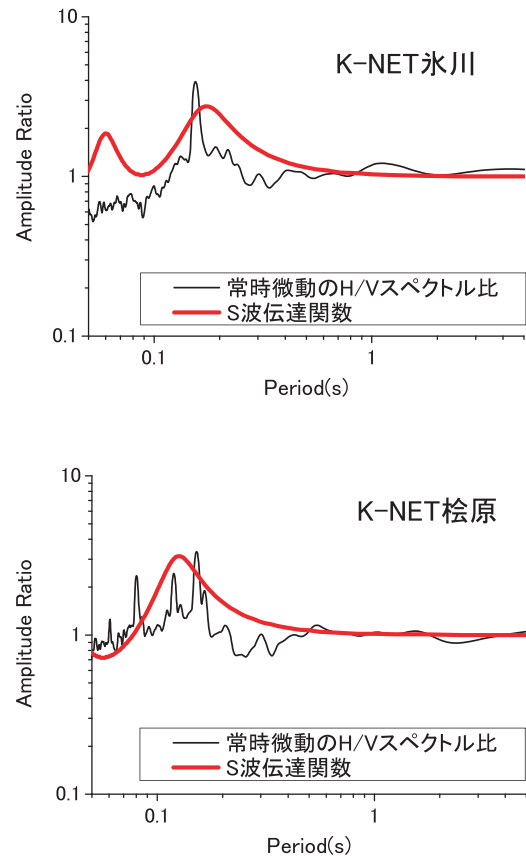 10
K-NET氷川
Amplitude Ratio
1
常時微動のH/Vスペクトル比
S波伝達関数
0.1
0.1
1
Period(s)
10
K-NET桧原
Amplitude Ratio
1
常時微動のH/Vスペクトル比
S波伝達関数
0.1
0.1
1
Period(s)